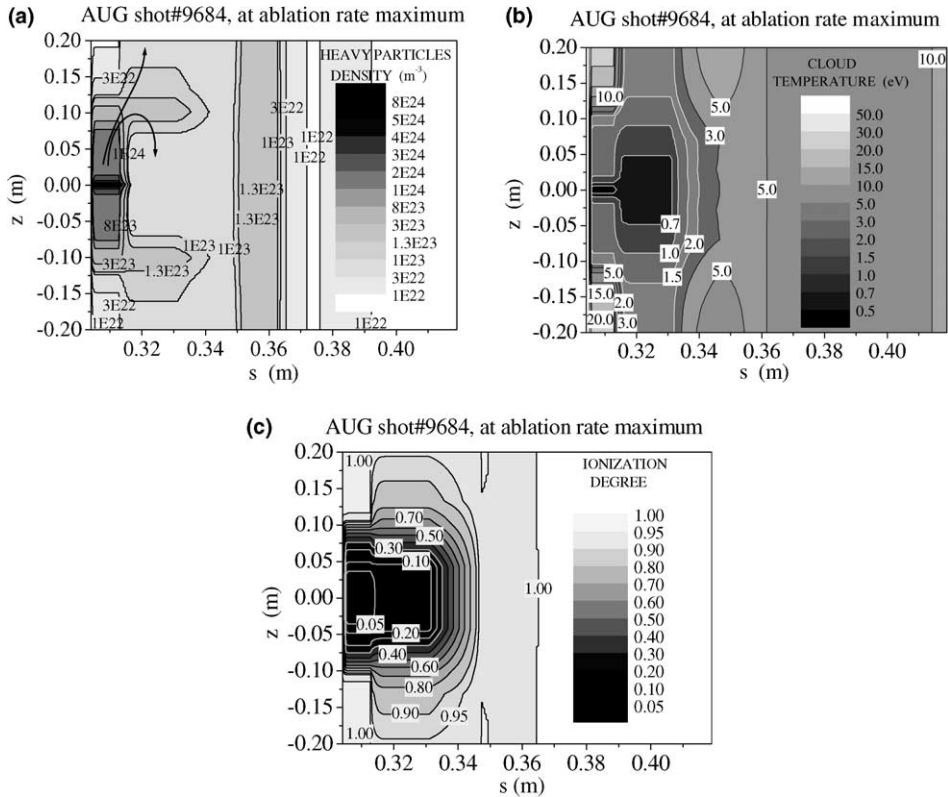 (a) AUG shot#9684, at ablation rate maximum
HEAVY PARTICLES
DENSITY (m-3)
8E24
5E24
4E24
3E24
2E24
1E24
8E23
3E23
1.3E23
1E23
3E22
1E22
0.20
0.15
0.10
0.05
0.00
-0.05
-0.10
-0.15
-0.20
z (m)
3E22
1E24
8E23
3E23
1.3E23
3E22
1E22
1E23
1E23
1.3E23
1.3E23
1E23
3E22
1E23
1E22
1E22
1E22
0.32 0.34 0.36 0.38 0.40
s (m)
(b) AUG shot#9684, at ablation rate maximum
CLOUD
TEMPERATURE (eV)
50.0
30.0
20.0
15.0
10.0
5.0
3.0
2.0
1.5
1.0
0.7
0.5
0.20
0.15
0.10
0.05
0.00
-0.05
-0.10
-0.15
-0.20
z (m)
10.0
10.0
5.0
3.0
5.0
0.7
1.0
2.0
1.5
5.0
5.0
15.0
2.0
20.0
3.0
0.32 0.34 0.36 0.38 0.40
s (m)
(c) AUG shot#9684, at ablation rate maximum
IONIZATION
DEGREE
1.00
0.95
0.90
0.80
0.70
0.60
0.50
0.40
0.30
0.10
0.05
0.20
0.15
0.10
0.05
0.00
-0.05
-0.10
-0.15
-0.20
z (m)
1.00
0.70
0.50
0.30
0.10
1.00
0.05
0.20
0.40
0.60
0.80
0.90
0.95
1.00
0.32 0.34 0.36 0.38 0.40
s (m)